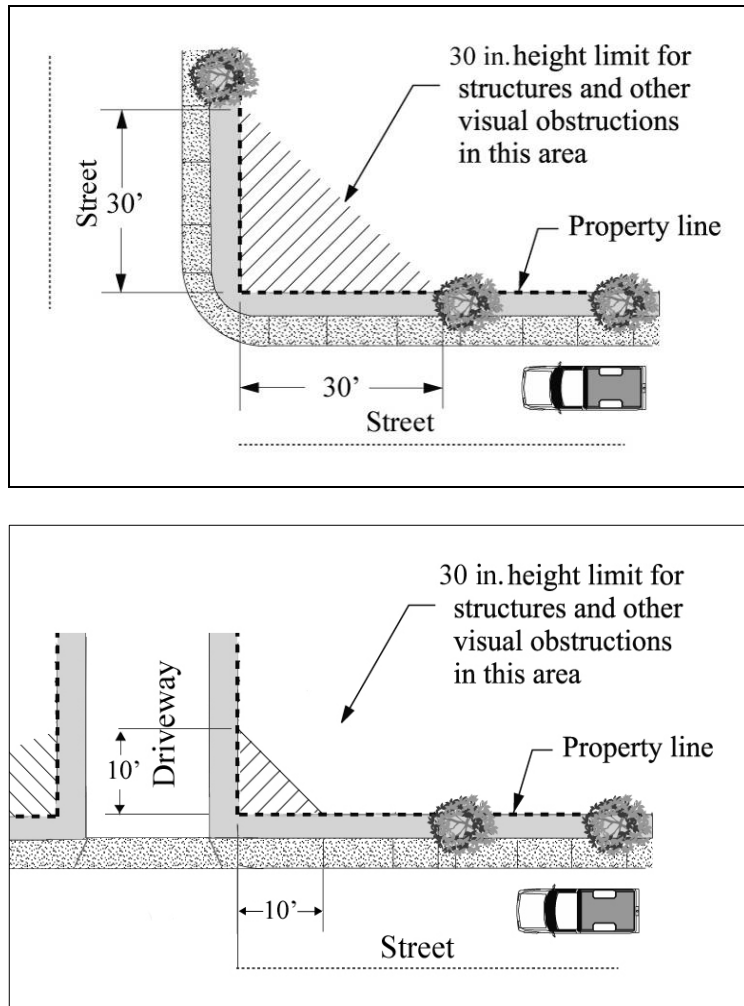 30 in. height limit for
structures and other
visual obstructions
in this area
Street
30’
Property line
30’
Street
30 in. height limit for
structures and other
visual obstructions
in this area
Driveway
10’
Property line
10’
Street